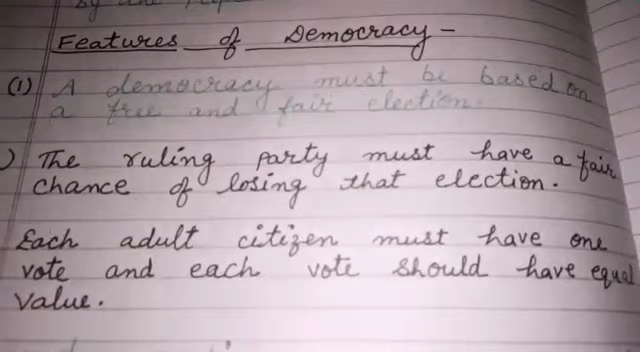 by the
Features of Democracy -
(1) A democracy must be based on
a free and fair election.
) The ruling party must have a fair
chance of losing that election.
Each adult citizen must have one
vote and each vote should have equal
value.